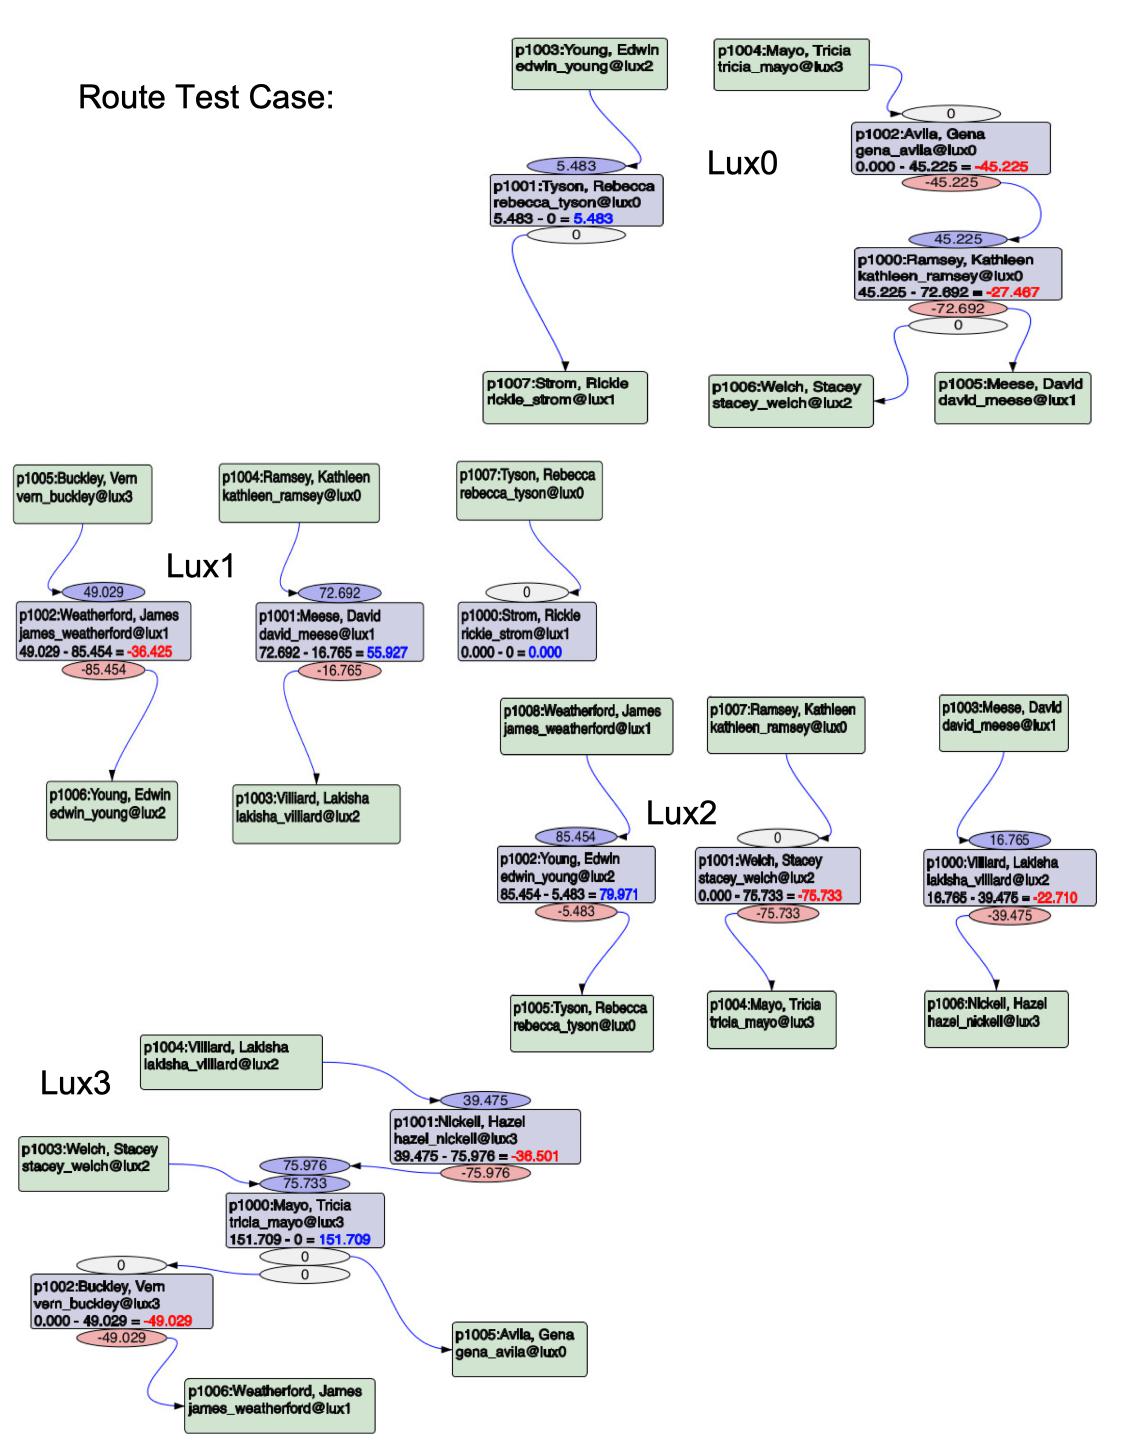 Route Test Case:
p1003:Young, Edwin
edwin_young@lux2
p1004:Mayo, Tricia
tricia_mayo@lux3
Lux0
5.483
p1001:Tyson, Rebecca
rebecca_tyson@lux0
5.483 - 0 = 5.483
0
0
p1002:Avila, Gena
gena_avila@lux0
0.000 - 45.225 = -45.225
-45.225
45.225
p1000:Ramsey, Kathleen
kathleen_ramsey@lux0
45.225 - 72.692 = -27.467
-72.692
0
p1007:Strom, Rickie
rickie_strom@lux1
p1006:Welch, Stacey
stacey_welch@lux2
p1005:Meese, David
david_meese@lux1
p1005:Buckley, Vern
vern_buckley@lux3
p1004:Ramsey, Kathleen
kathleen_ramsey@lux0
p1007:Tyson, Rebecca
rebecca_tyson@lux0
Lux1
49.029
p1002:Weatherford, James
james_weatherford@lux1
49.029 - 85.454 = -36.425
-85.454
72.692
p1001:Meese, David
david_meese@lux1
72.692 - 16.765 = 55.927
-16.765
0
p1000:Strom, Rickie
rickie_strom@lux1
0.000 - 0 = 0.000
p1006:Young, Edwin
edwin_young@lux2
p1003:Villiard, Lakisha
lakisha_villiard@lux2
p1008:Weatherford, James
james_weatherford@lux1
p1007:Ramsey, Kathleen
kathleen_ramsey@lux0
p1003:Meese, David
david_meese@lux1
Lux2
85.454
p1002:Young, Edwin
edwin_young@lux2
85.454 - 5.483 = 79.971
-5.483
0
p1001:Welch, Stacey
stacey_welch@lux2
0.000 - 75.733 = -75.733
-75.733
16.765
p1000:Villiard, Lakisha
lakisha_villiard@lux2
16.765 - 39.475 = -22.710
-39.475
p1005:Tyson, Rebecca
rebecca_tyson@lux0
p1004:Mayo, Tricia
tricia_mayo@lux3
p1006:Nickell, Hazel
hazel_nickell@lux3
Lux3
p1004:Villiard, Lakisha
lakisha_villiard@lux2
39.475
p1001:Nickell, Hazel
hazel_nickell@lux3
39.475 - 75.976 = -36.501
-75.976
p1003:Welch, Stacey
stacey_welch@lux2
75.976
75.733
p1000:Mayo, Tricia
tricia_mayo@lux3
151.709 - 0 = 151.709
0
0
0
p1002:Buckley, Vern
vern_buckley@lux3
0.000 - 49.029 = -49.029
-49.029
p1005:Avila, Gena
gena_avila@lux0
p1006:Weatherford, James
james_weatherford@lux1